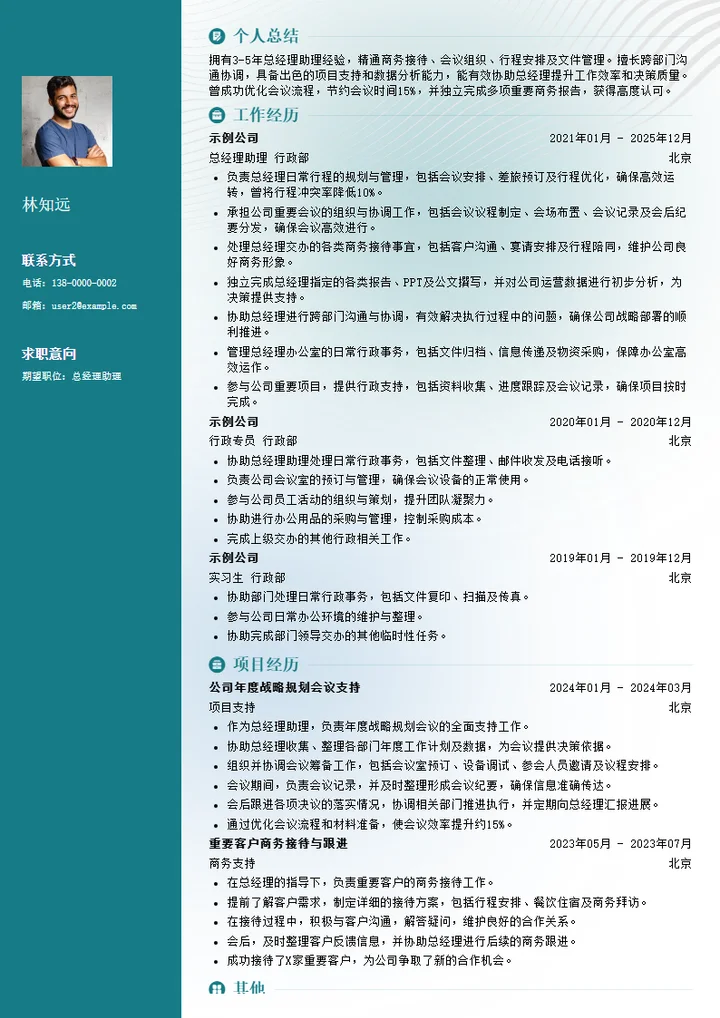 林知远
联系方式
电话：138-0000-0002
邮箱：user2@example.com
求职意向
期望职位：总经理助理
个人总结
拥有3-5年总经理助理经验，精通商务接待、会议组织、行程安排及文件管理。擅长跨部门沟
通协调，具备出色的项目支持和数据分析能力，能有效协助总经理提升工作效率和决策质量。
曾成功优化会议流程，节约会议时间15%，并独立完成多项重要商务报告，获得高度认可。
工作经历
示例公司 2021年01月 - 2025年12月
总经理助理 行政部 北京
• 负责总经理日常行程的规划与管理，包括会议安排、差旅预订及行程优化，确保高效运
转，曾将行程冲突率降低10%。
• 承担公司重要会议的组织与协调工作，包括会议议程制定、会场布置、会议记录及会后纪
要分发，确保会议高效进行。
• 处理总经理交办的各类商务接待事宜，包括客户沟通、宴请安排及行程陪同，维护公司良
好商务形象。
• 独立完成总经理指定的各类报告、PPT及公文撰写，并对公司运营数据进行初步分析，为
决策提供支持。
• 协助总经理进行跨部门沟通与协调，有效解决执行过程中的问题，确保公司战略部署的顺
利推进。
• 管理总经理办公室的日常行政事务，包括文件归档、信息传递及物资采购，保障办公室高
效运作。
• 参与公司重要项目，提供行政支持，包括资料收集、进度跟踪及会议记录，确保项目按时
完成。
示例公司 2020年01月 - 2020年12月
行政专员 行政部 北京
• 协助总经理助理处理日常行政事务，包括文件整理、邮件收发及电话接听。
• 负责公司会议室的预订与管理，确保会议设备的正常使用。
• 参与公司员工活动的组织与策划，提升团队凝聚力。
• 协助进行办公用品的采购与管理，控制采购成本。
• 完成上级交办的其他行政相关工作。
示例公司 2019年01月 - 2019年12月
实习生 行政部 北京
• 协助部门处理日常行政事务，包括文件复印、扫描及传真。
• 参与公司日常办公环境的维护与整理。
• 协助完成部门领导交办的其他临时性任务。
项目经历
公司年度战略规划会议支持 2024年01月 - 2024年03月
项目支持 北京
• 作为总经理助理，负责年度战略规划会议的全面支持工作。
• 协助总经理收集、整理各部门年度工作计划及数据，为会议提供决策依据。
• 组织并协调会议筹备工作，包括会议室预订、设备调试、参会人员邀请及议程安排。
• 会议期间，负责会议记录，并及时整理形成会议纪要，确保信息准确传达。
• 会后跟进各项决议的落实情况，协调相关部门推进执行，并定期向总经理汇报进展。
• 通过优化会议流程和材料准备，使会议效率提升约15%。
重要客户商务接待与跟进 2023年05月 - 2023年07月
商务支持 北京
• 在总经理的指导下，负责重要客户的商务接待工作。
• 提前了解客户需求，制定详细的接待方案，包括行程安排、餐饮住宿及商务拜访。
• 在接待过程中，积极与客户沟通，解答疑问，维护良好的合作关系。
• 会后，及时整理客户反馈信息，并协助总经理进行后续的商务跟进。
• 成功接待了X家重要客户，为公司争取了新的合作机会。
其他